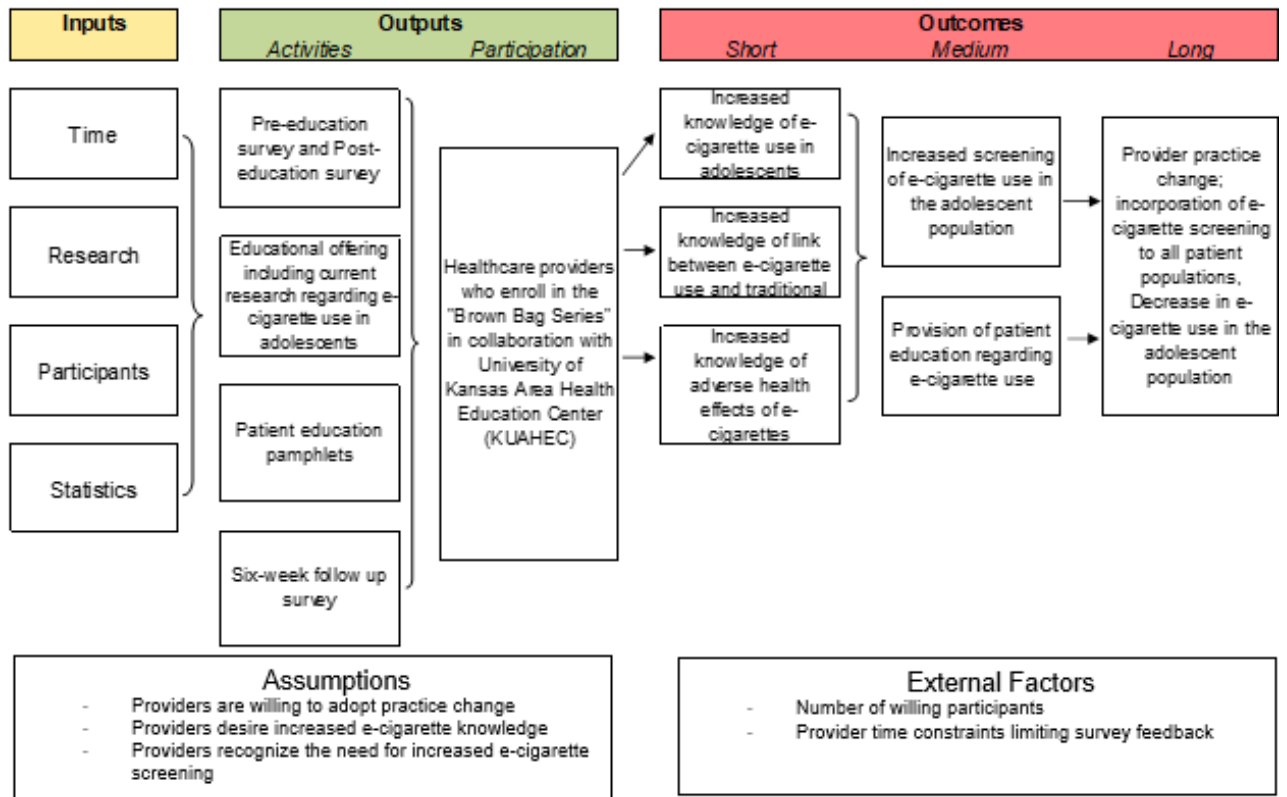 Inputs
Outputs
Activities
Participation
Outcomes
Short
Medium
Long
Time
Research
Participants
Statistics
Pre-education
survey and Post-
education survey
Educational offering
including current
research regarding e-
cigarette use in
adolescents
Patient education
pamphlets
Six-week follow up
survey
Healthcare providers
who enroll in the
"Brown Bag Series"
in collaboration with
University of
Kansas Area Health
Education Center
(KUAHEC)
Increased
knowledge of e-
cigarette use in
adolescents
Increased
knowledge of link
between e-cigarette
use and traditional
Increased
knowledge of
adverse health
effects of e-
cigarettes
Increased screening
of e-cigarette use in
the adolescent
population
Provision of patient
education regarding
e-cigarette use
Provider practice
change;
incorporation of e-
cigarette screening
to all patient
populations,
Decrease in e-
cigarette use in the
adolescent
population
Assumptions
- Providers are willing to adopt practice change
- Providers desire increased e-cigarette knowledge
- Providers recognize the need for increased e-cigarette
screening
External Factors
- Number of willing participants
- Provider time constraints limiting survey feedback